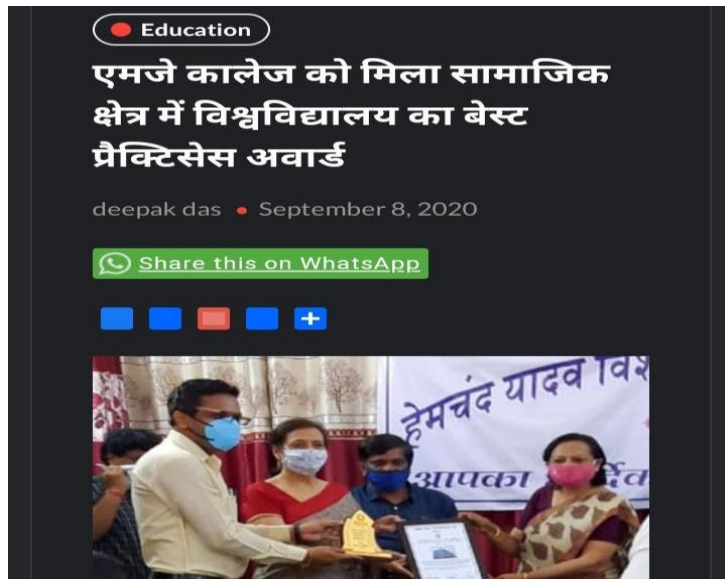 Education
एमजे कालेज को मिला सामाजिक
क्षेत्र में विश्वविद्यालय का बेस्ट
प्रैक्टिसेस अवार्ड
deepak das • September 8, 2020
Share this on WhatsApp
हेमचंद यादव
आपका